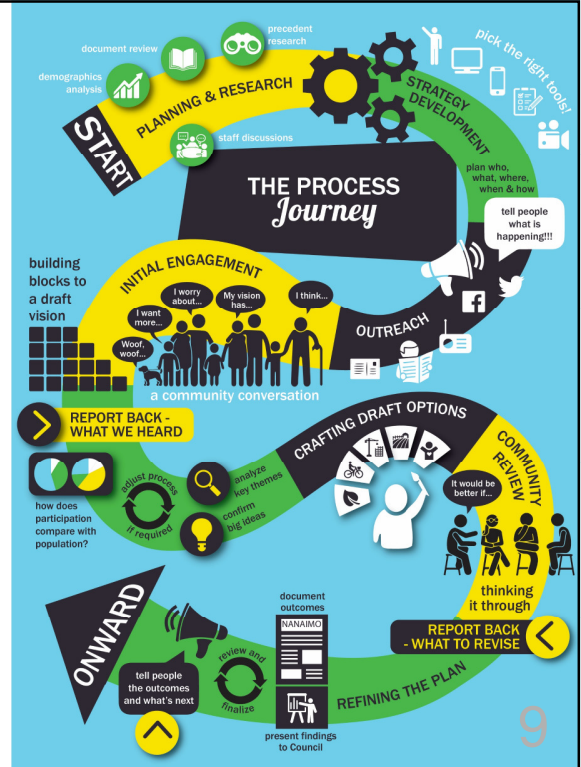 START
PLANNING & RESEARCH
demographics
analysis
document review
precedent
research
staff discussions
STRATEGY
DEVELOPMENT
pick the right tools!
plan who,
what, where,
when & how
THE PROCESS
Journey
tell people
what is
happening!!!
OUTREACH
INITIAL ENGAGEMENT
I think...
My vision
has...
I worry
about...
I want
more...
Woof,
woof...
a community conversation
building
blocks to
a draft
vision
REPORT BACK -
WHAT WE HEARD
how does
participation
compare with
population?
adjust process
if required
analyze
key themes
confirm
big ideas
CRAFTING DRAFT OPTIONS
COMMUNITY
REVIEW
It would be
better if...
thinking
it through
REPORT BACK
- WHAT TO REVISE
REFINING THE PLAN
document
outcomes
NANAIMO
present findings
to Council
review and
finalize
tell people
the outcomes
and what's next
ONWARD
9